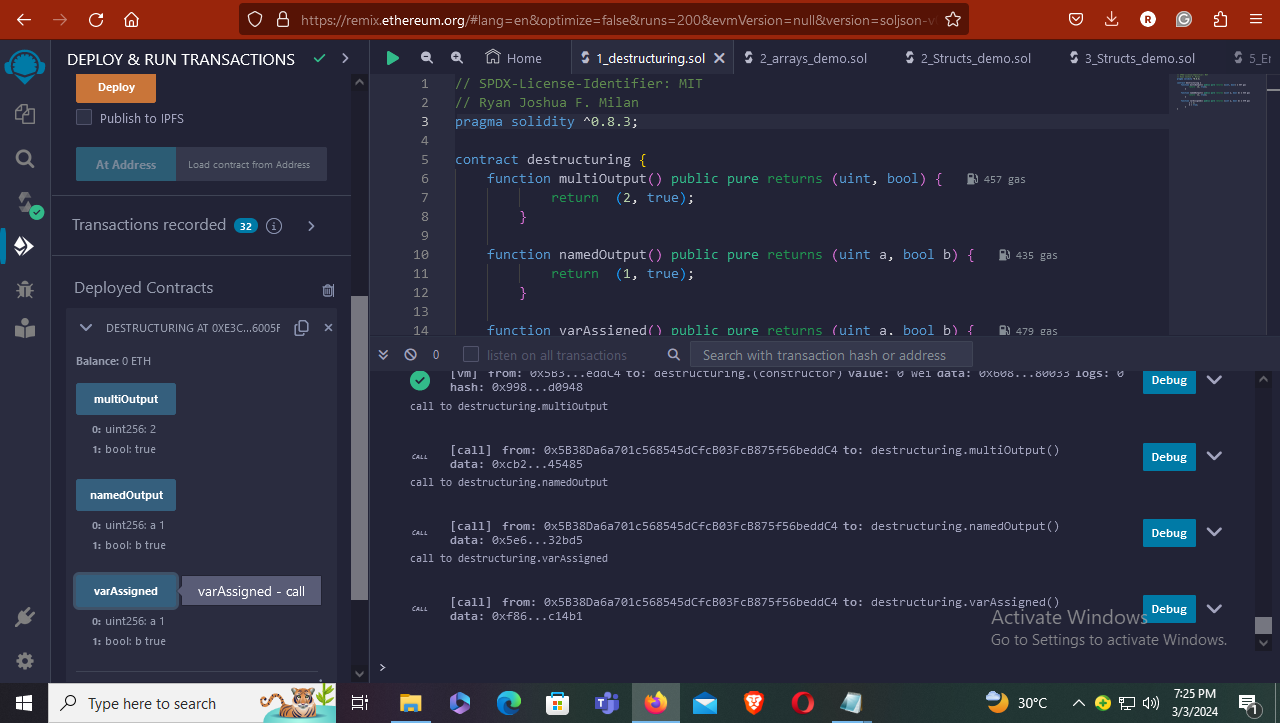 https://remix.ethereum.org/#lang=en&optimize=false&runs=200&evmVersion=null&version=soljson-v
DEPLOY & RUN TRANSACTIONS
Home
1_destructuring.sol
2_arrays_demo.sol
2_Structs_demo.sol
3_Structs_demo.sol
Deploy
Publish to IPFS
At Address
Load contract from Address
Transactions recorded 32
Deployed Contracts
DESTRUCTURING AT 0XE3C...6005F
Balance: 0 ETH
multiOutput
0: uint256: 2
1: bool: true
namedOutput
0: uint256: a 1
1: bool: b true
varAssigned
varAssigned - call
0: uint256: a 1
1: bool: b true
1 // SPDX-License-Identifier: MIT
2 // Ryan Joshua F. Milan
3 pragma solidity ^0.8.3;
4
5 contract destructuring {
6 function multiOutput() public pure returns (uint, bool) { 457 gas
7 return (2, true);
8 }
9
10 function namedOutput() public pure returns (uint a, bool b) { 435 gas
11 return (1, true);
12 }
13
14 function varAssigned() public pure returns (uint a, bool b) { 479 gas
0
listen on all transactions
Search with transaction hash or address
[vm] from: 0x5B3...eddC4 to: destructuring.(constructor) value: 0 wei data: 0x608...80033 logs: 0
hash: 0x998...d0948
Debug
call to destructuring.multiOutput
CALL [call] from: 0x5B38Da6a701c568545dCfcB03FcB875f56beddC4 to: destructuring.multiOutput()
data: 0xcb2...45485
Debug
call to destructuring.namedOutput
CALL [call] from: 0x5B38Da6a701c568545dCfcB03FcB875f56beddC4 to: destructuring.namedOutput()
data: 0x5e6...32bd5
Debug
call to destructuring.varAssigned
CALL [call] from: 0x5B38Da6a701c568545dCfcB03FcB875f56beddC4 to: destructuring.varAssigned()
data: 0xf86...c14b1
Debug
Activate Windows
Go to Settings to activate Windows.
>
Type here to search
30°C
7:25 PM
3/3/2024
1